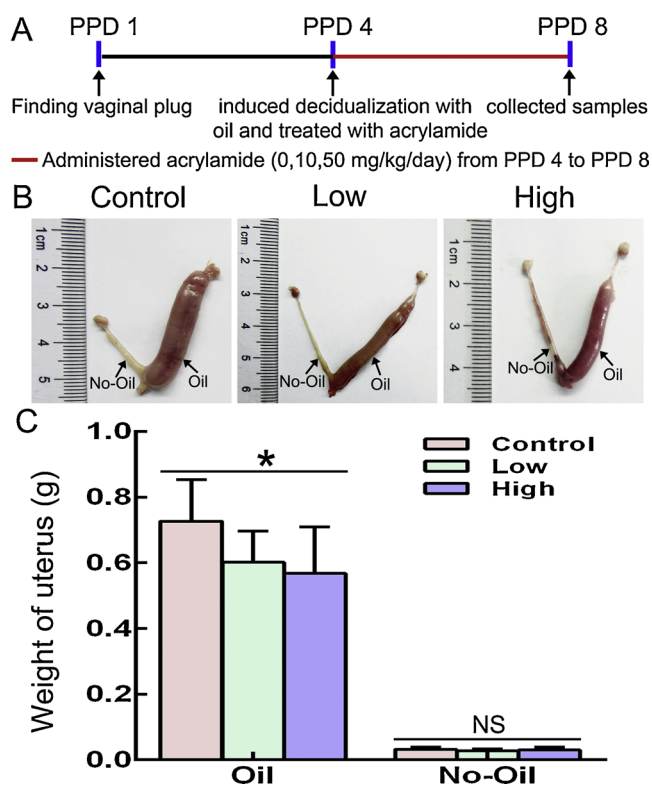 A
PPD 1 PPD 4 PPD 8
Finding vaginal plug induced decidualization with collected samples
oil and treated with acrylamide
Administered acrylamide (0,10,50 mg/kg/day) from PPD 4 to PPD 8
B
Control Low High
1cm 2 3 4 5
No-Oil Oil
1cm 2 3 4 5 6
No-Oil Oil
1cm 2 3 4
No-Oil Oil
C
Weight of uterus (g)
1.0
0.8
0.6
0.4
0.2
0.0
*
NS
Control
Low
High
Oil No-Oil